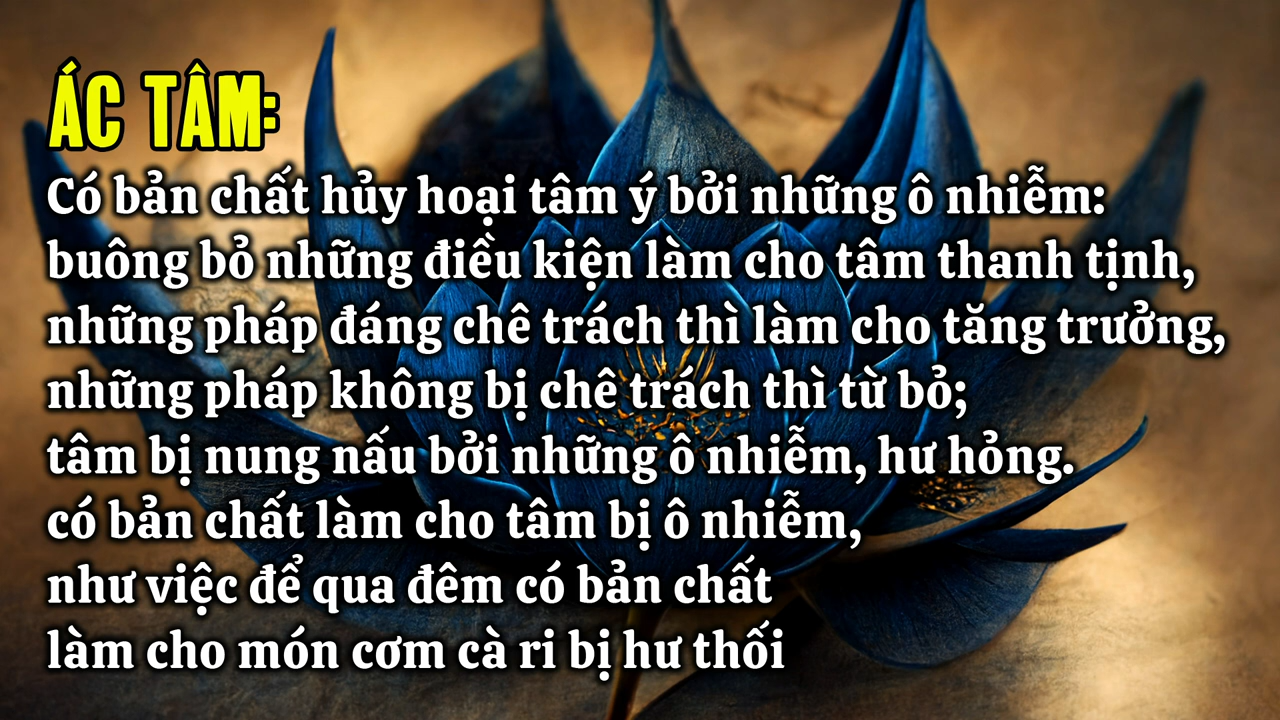 ÁC TÂM:
Có bản chất hủy hoại tâm ý bởi những ô nhiễm:
buông bỏ những điều kiện làm cho tâm thanh tịnh,
những pháp đáng chê trách thì làm cho tăng trưởng,
những pháp không bị chê trách thì từ bỏ;
tâm bị nung nấu bởi những ô nhiễm, hư hỏng.
có bản chất làm cho tâm bị ô nhiễm,
như việc để qua đêm có bản chất
làm cho món cơm cà ri bị hư thối